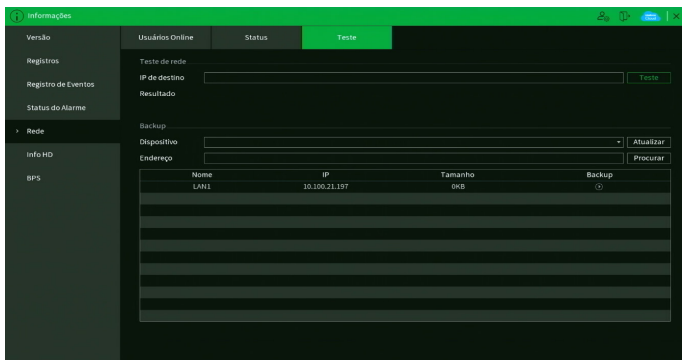 Informações
Versão
Registros
Registro de Eventos
Status do Alarme
Rede
Info HD
BPS
Usuários Online
Status
Teste
Teste de rede
IP de destino
Teste
Resultado
Backup
Dispositivo
Atualizar
Endereço
Procurar
Nome IP Tamanho Backup
LAN1 10.100.21.197 0KB